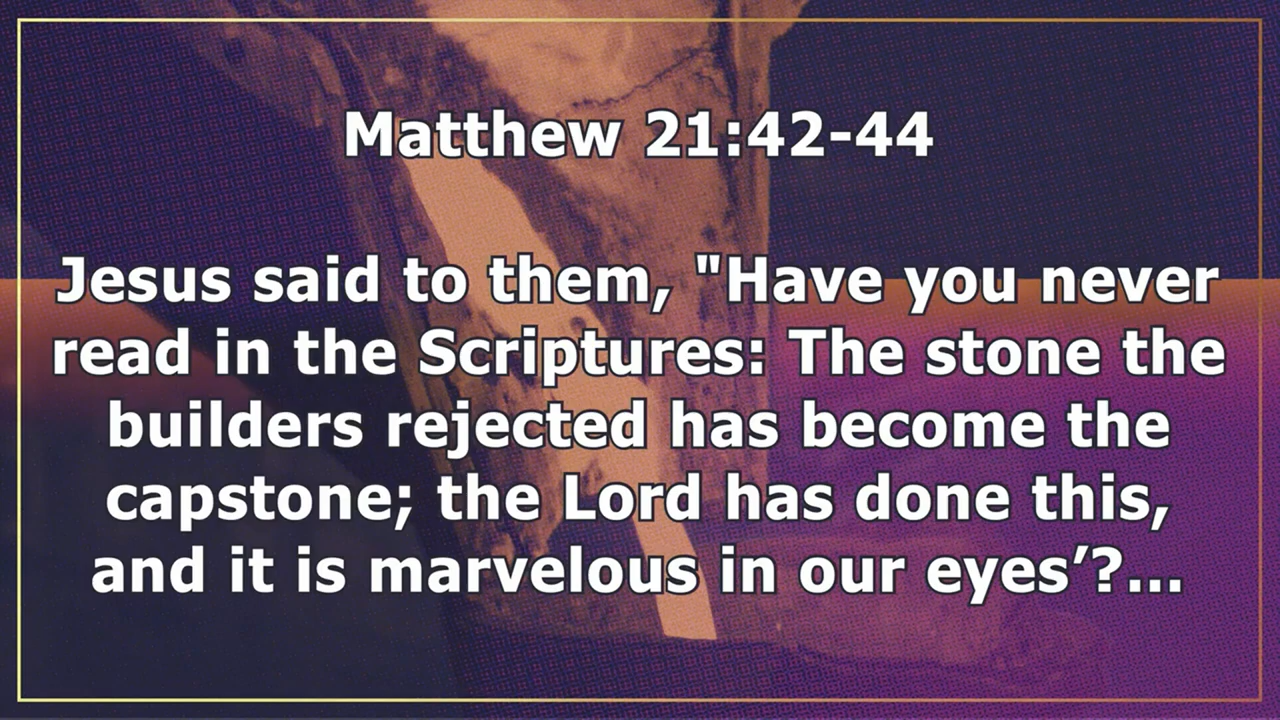 Matthew 21:42-44
Jesus said to them, "Have you never
read in the Scriptures: The stone the
builders rejected has become the
capstone; the Lord has done this,
and it is marvelous in our eyes’?...